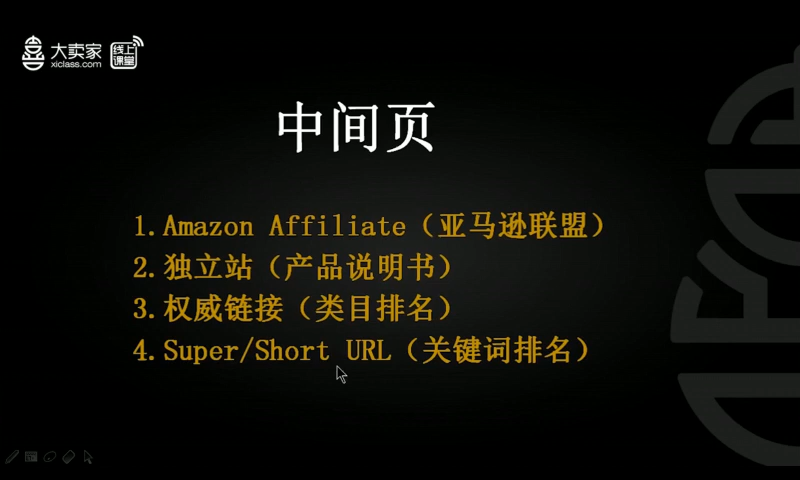 大卖家
xiclass.com
线上
课堂
中间页
1.Amazon Affiliate（亚马逊联盟）
2.独立站（产品说明书）
3.权威链接（类目排名）
4.Super/Short URL（关键词排名）